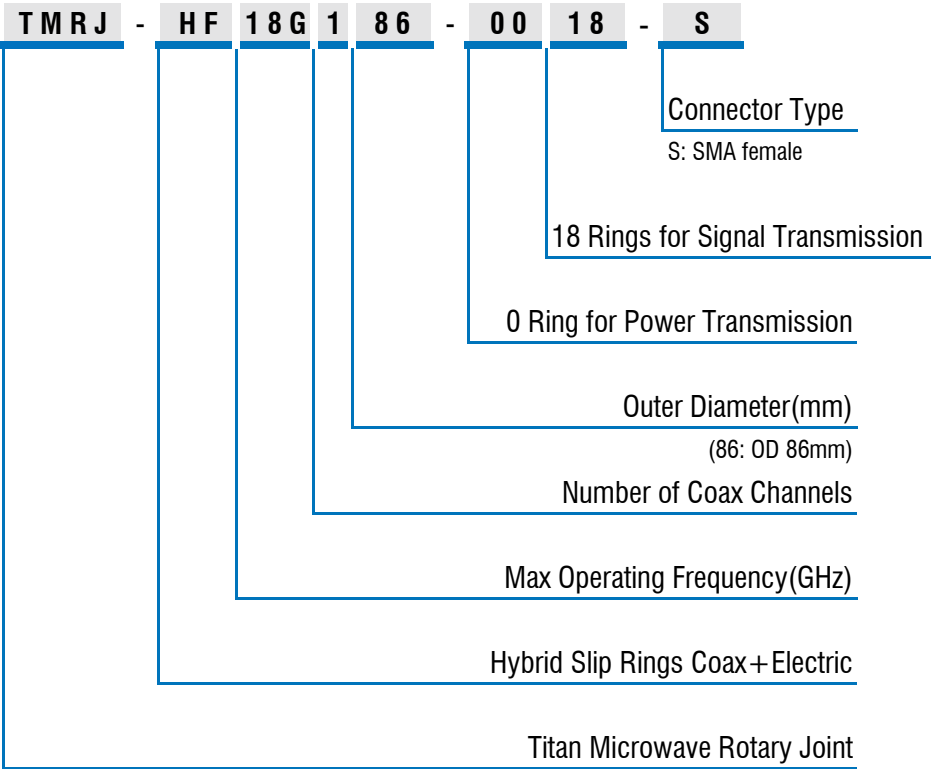 TMRJ - HF 18G 1 86 - 00 18 - S
Connector Type
S: SMA female
18 Rings for Signal Transmission
0 Ring for Power Transmission
Outer Diameter(mm)
(86: OD 86mm)
Number of Coax Channels
Max Operating Frequency(GHz)
Hybrid Slip Rings Coax+Electric
Titan Microwave Rotary Joint